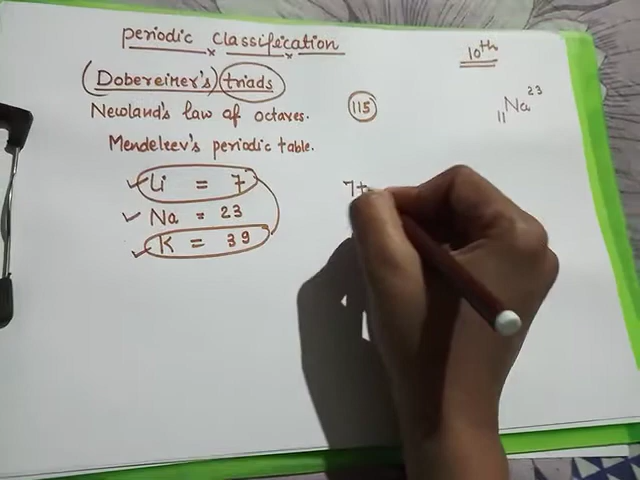 periodic classification
10th
(Dobereimer's) triads
Newland's law of octaves.
115
11Na23
Mendeleev's periodic table.
Li = 7
Na = 23
K = 39
7+